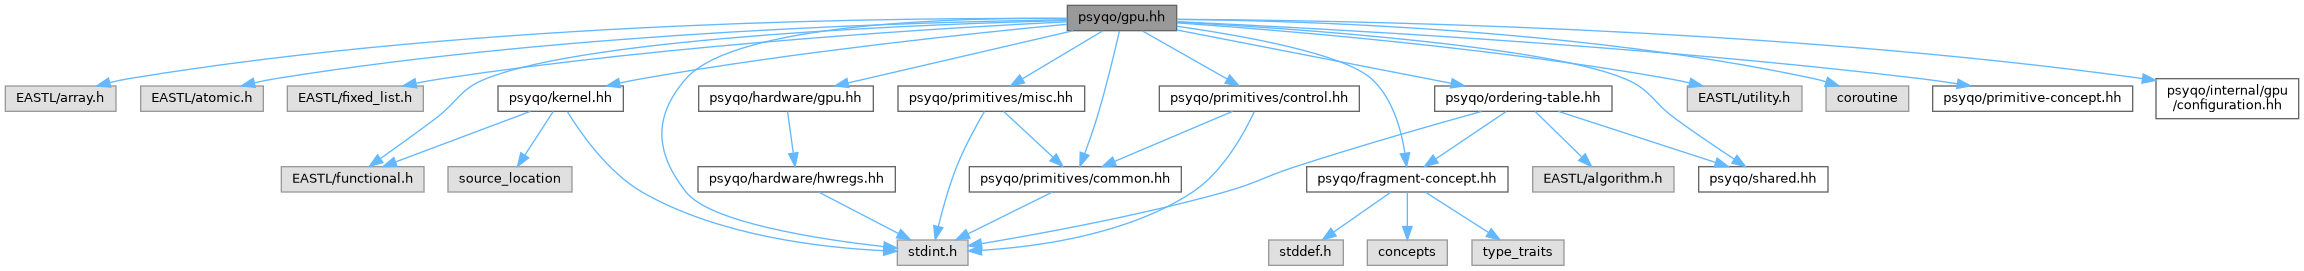 psyqo/gpu.hh
EASTL/array.h
EASTL/atomic.h
EASTL/fixed_list.h
psyqo/kernel.hh
psyqo/hardware/gpu.hh
psyqo/primitives/misc.hh
psyqo/primitives/control.hh
psyqo/ordering-table.hh
EASTL/utility.h
coroutine
psyqo/primitive-concept.hh
psyqo/internal/gpu
/configuration.hh
EASTL/functional.h
source_location
psyqo/hardware/hwregs.hh
psyqo/primitives/common.hh
psyqo/fragment-concept.hh
EASTL/algorithm.h
psyqo/shared.hh
stdint.h
stddef.h
concepts
type_traits